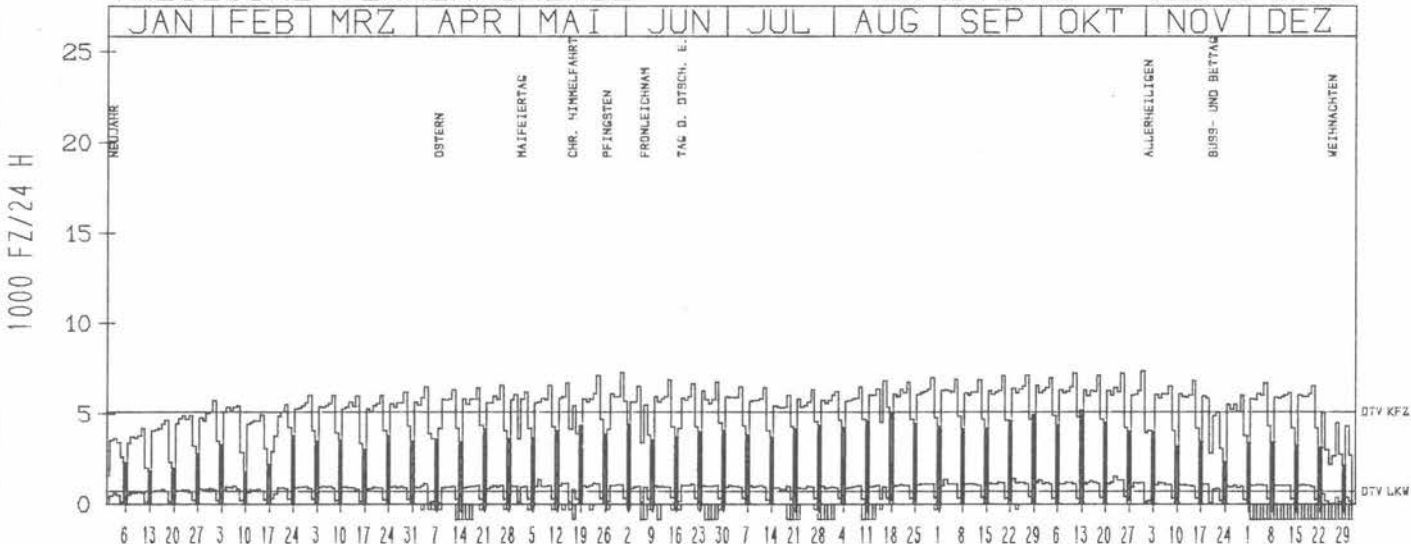 JAN FEB MRZ APR MAI JUN JUL AUG SEP OKT NOV DEZ
25
20
15
10
5
0
1000 FZ/24 H
NEUJAHR
OSTERN
MAIFEIERTAG
CHR. HIMMELFAHRT
PFINGSTEN
FRONLEICHNAM
TAG D. DTSCH. E.
ALLERHEILIGEN
BUSS- UND BETTAG
WEIHNACHTEN
DTV KFZ
DTV LKW
6 13 20 27 3 10 17 24 3 10 17 24 31 7 14 21 28 5 12 19 26 2 9 16 23 30 7 14 21 28 4 11 18 25 1 8 15 22 29 6 13 20 27 3 10 17 24 1 8 15 22 29